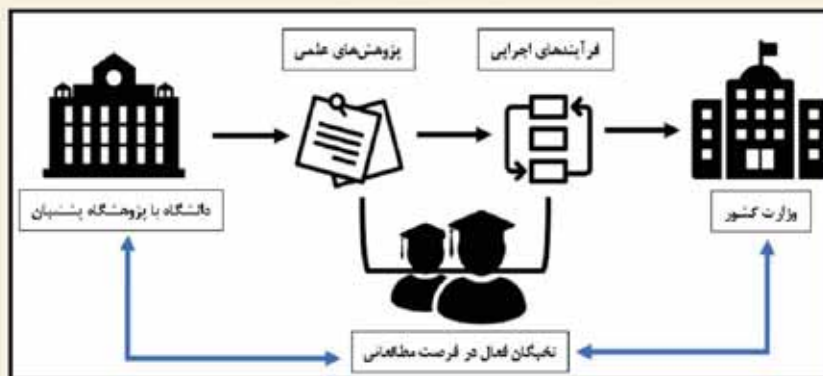 پژوهش‌های علمی
فرآیندهای اجرایی
دانشگاه یا پژوهشگاه پشتیبان
وزارت کشور
نخبگان فعال در فرصت مطالعاتی